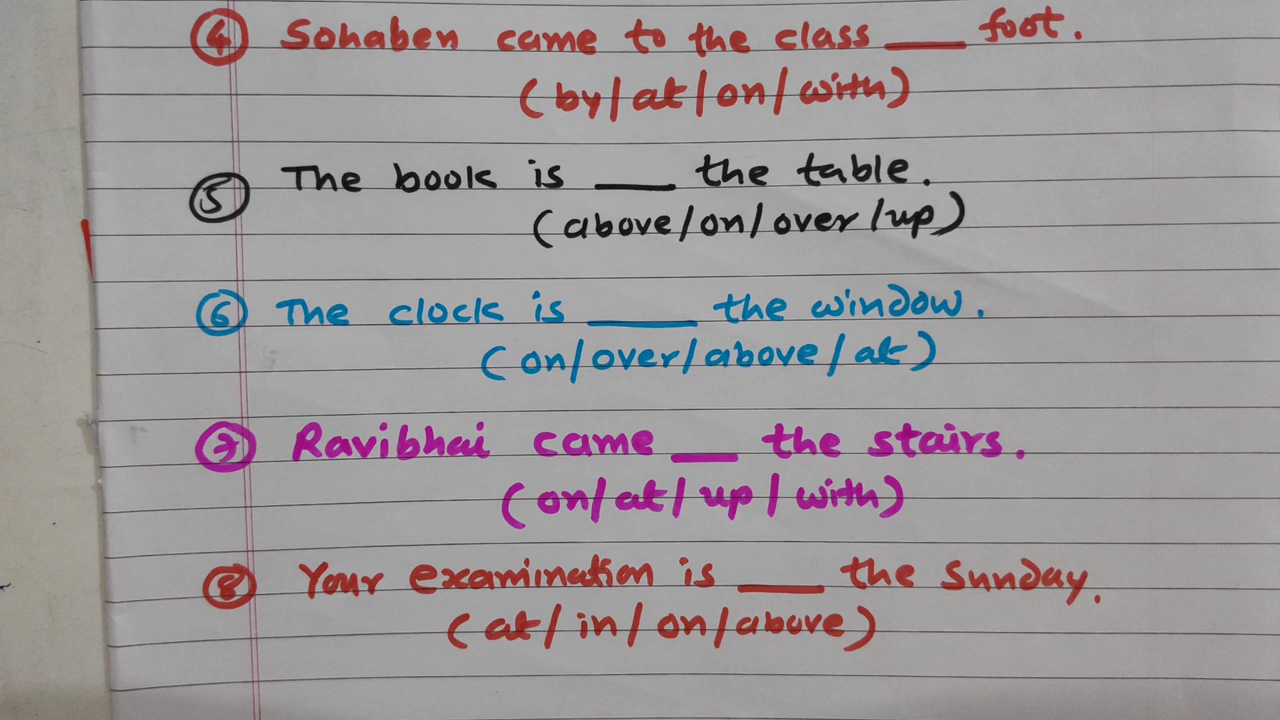 ④ Sohaben came to the class ___ foot.
(by/at/on/with)
⑤ The book is ___ the table.
(above/on/over/up)
⑥ The clock is ___ the window.
(on/over/above/at)
⑦ Ravibhai came ___ the stairs.
(on/at/up/with)
⑧ Your examination is ___ the Sunday.
(at/in/on/above)